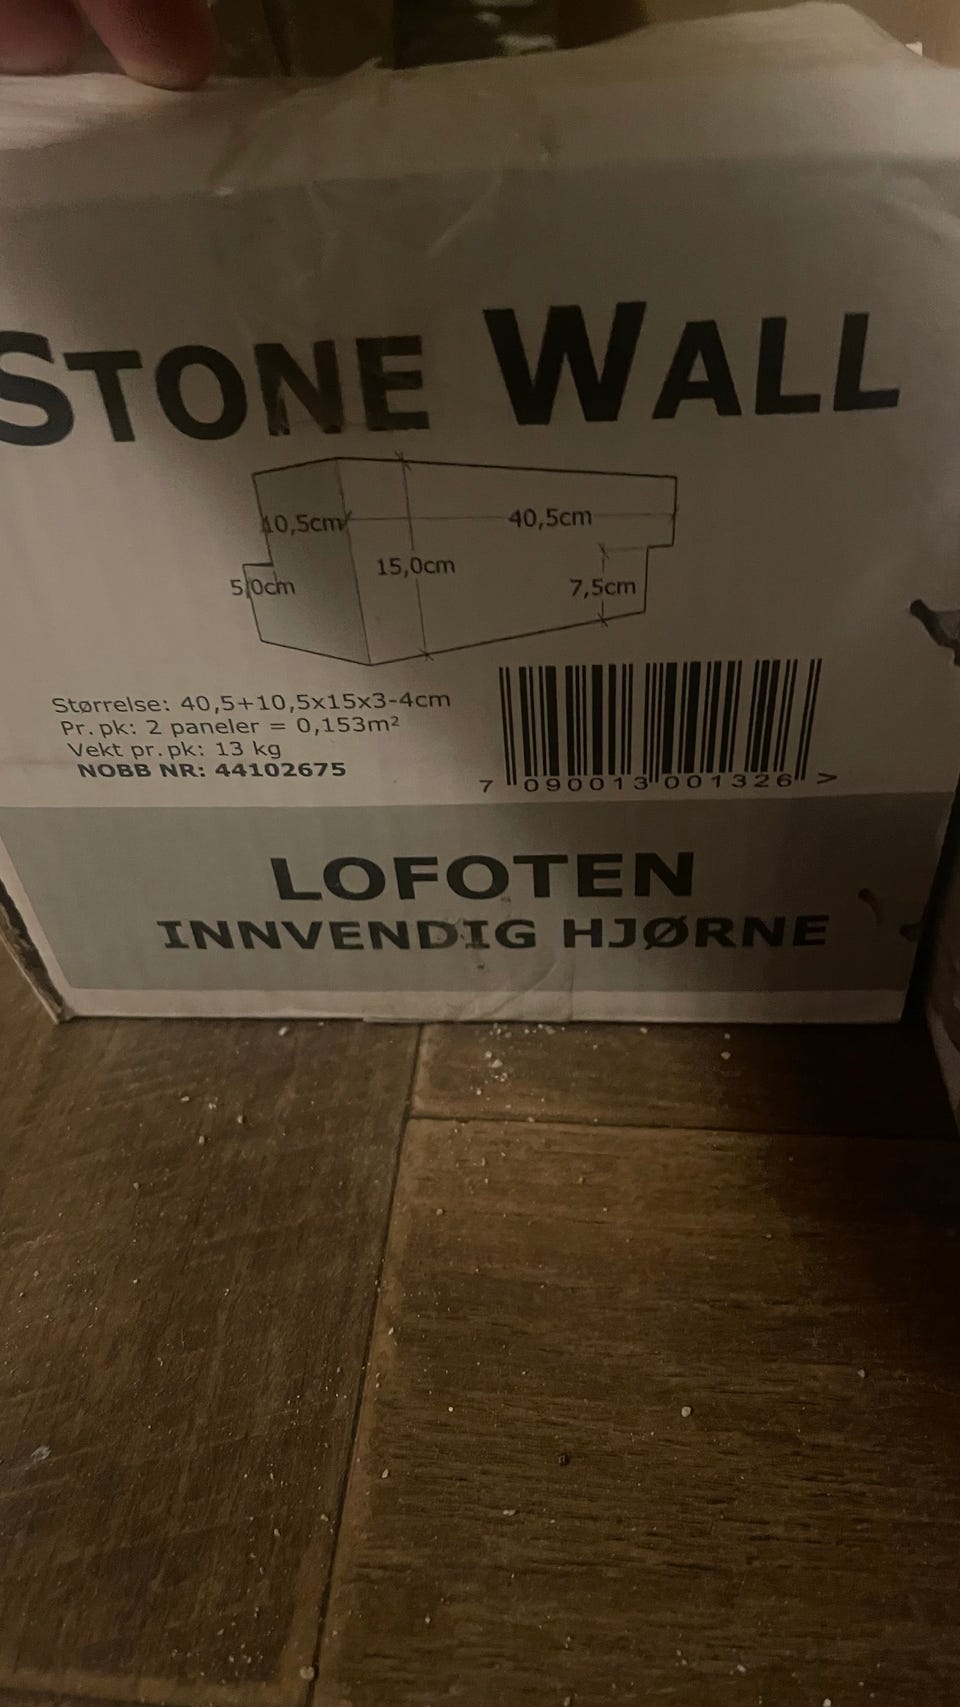 STONE WALL
10,5cm
40,5cm
15,0cm
5,0cm
7,5cm
Størrelse: 40,5+10,5x15x3-4cm
Pr. pk: 2 paneler = 0,153m²
Vekt pr. pk: 13 kg
NOBB NR: 44102675
7 090013 001326 >
LOFOTEN
INNVENDIG HJØRNE